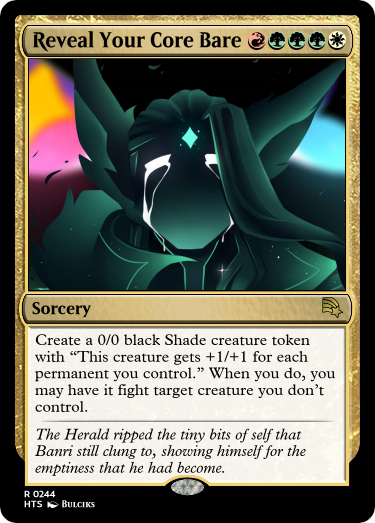 Reveal Your Core Bare
Sorcery
Create a 0/0 black Shade creature token
with “This creature gets +1/+1 for each
permanent you control.” When you do, you
may have it fight target creature you don’t
control.
The Herald ripped the tiny bits of self that
Banri still clung to, showing himself for the
emptiness that he had become.
R 0244
HTS Bulciks